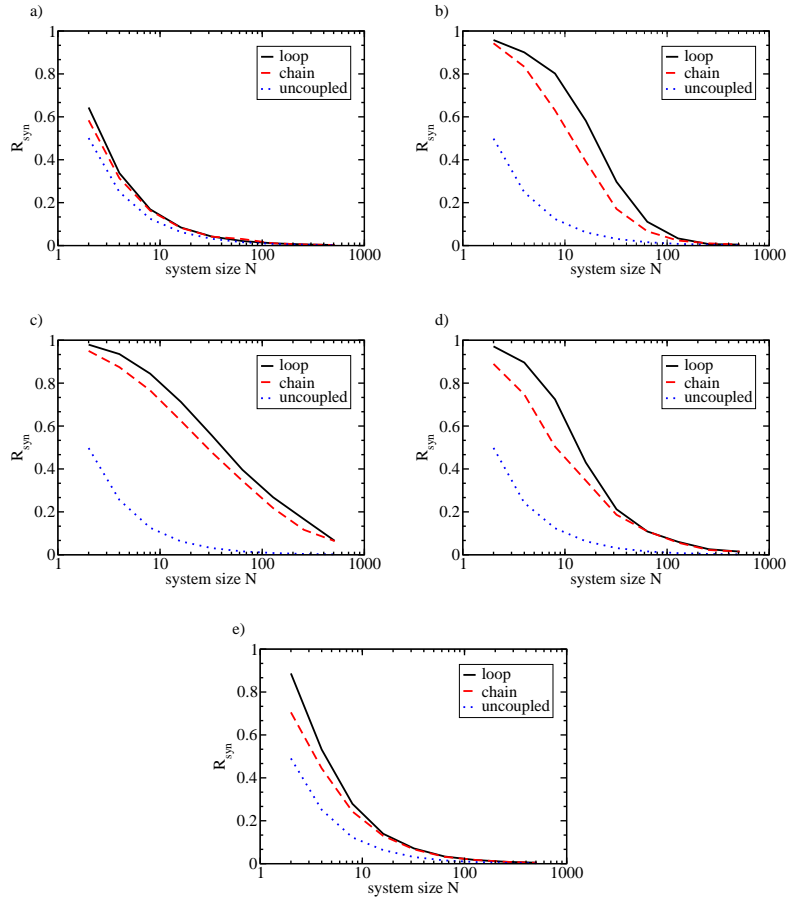 a)
1
0.8
0.6
0.4
0.2
0
R_syn
loop
chain
uncoupled
1 10 100 1000
system size N
b)
1
0.8
0.6
0.4
0.2
0
R_syn
loop
chain
uncoupled
1 10 100 1000
system size N
c)
1
0.8
0.6
0.4
0.2
0
R_syn
loop
chain
uncoupled
1 10 100 1000
system size N
d)
1
0.8
0.6
0.4
0.2
0
R_syn
loop
chain
uncoupled
1 10 100 1000
system size N
e)
1
0.8
0.6
0.4
0.2
0
R_syn
loop
chain
uncoupled
1 10 100 1000
system size N